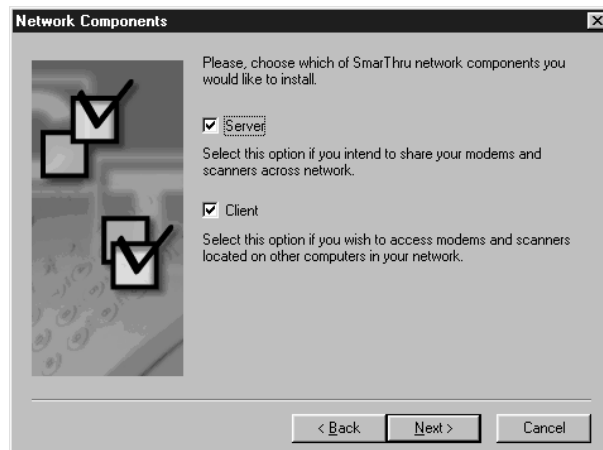 Network Components
Please, choose which of SmarThru network components you
would like to install.
Server
Select this option if you intend to share your modems and
scanners across network.
Client
Select this option if you wish to access modems and scanners
located on other computers in your network.
< Back
Next >
Cancel